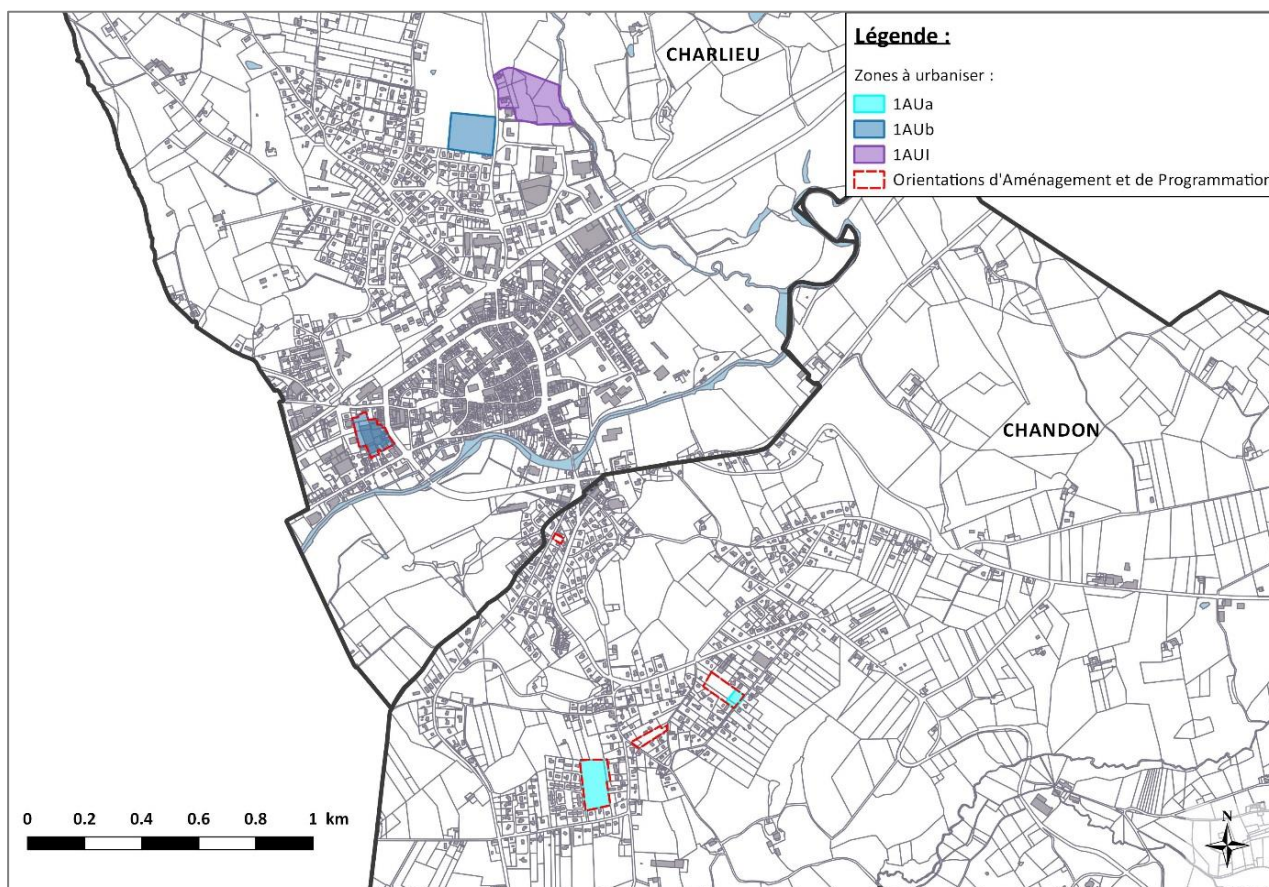 CHARLIEU
Légende :
Zones à urbaniser :
1AUa
1AUb
1AUI
Orientations d'Aménagement et de Programmation
CHANDON
0 0.2 0.4 0.6 0.8 1 km
N